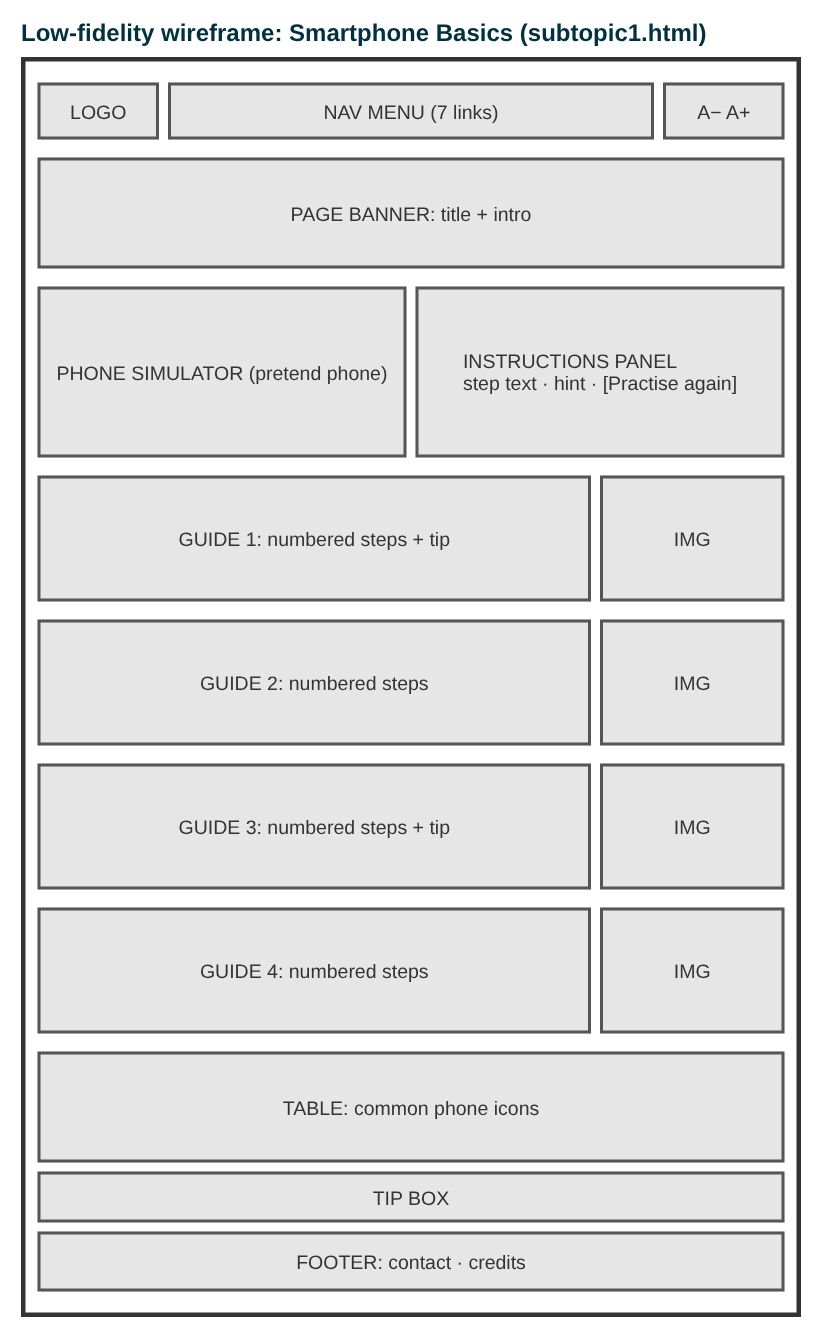 Low-fidelity wireframe: Smartphone Basics (subtopic1.html)
LOGO
NAV MENU (7 links)
A− A+
PAGE BANNER: title + intro
PHONE SIMULATOR (pretend phone)
INSTRUCTIONS PANEL
step text · hint · [Practise again]
GUIDE 1: numbered steps + tip
IMG
GUIDE 2: numbered steps
IMG
GUIDE 3: numbered steps + tip
IMG
GUIDE 4: numbered steps
IMG
TABLE: common phone icons
TIP BOX
FOOTER: contact · credits